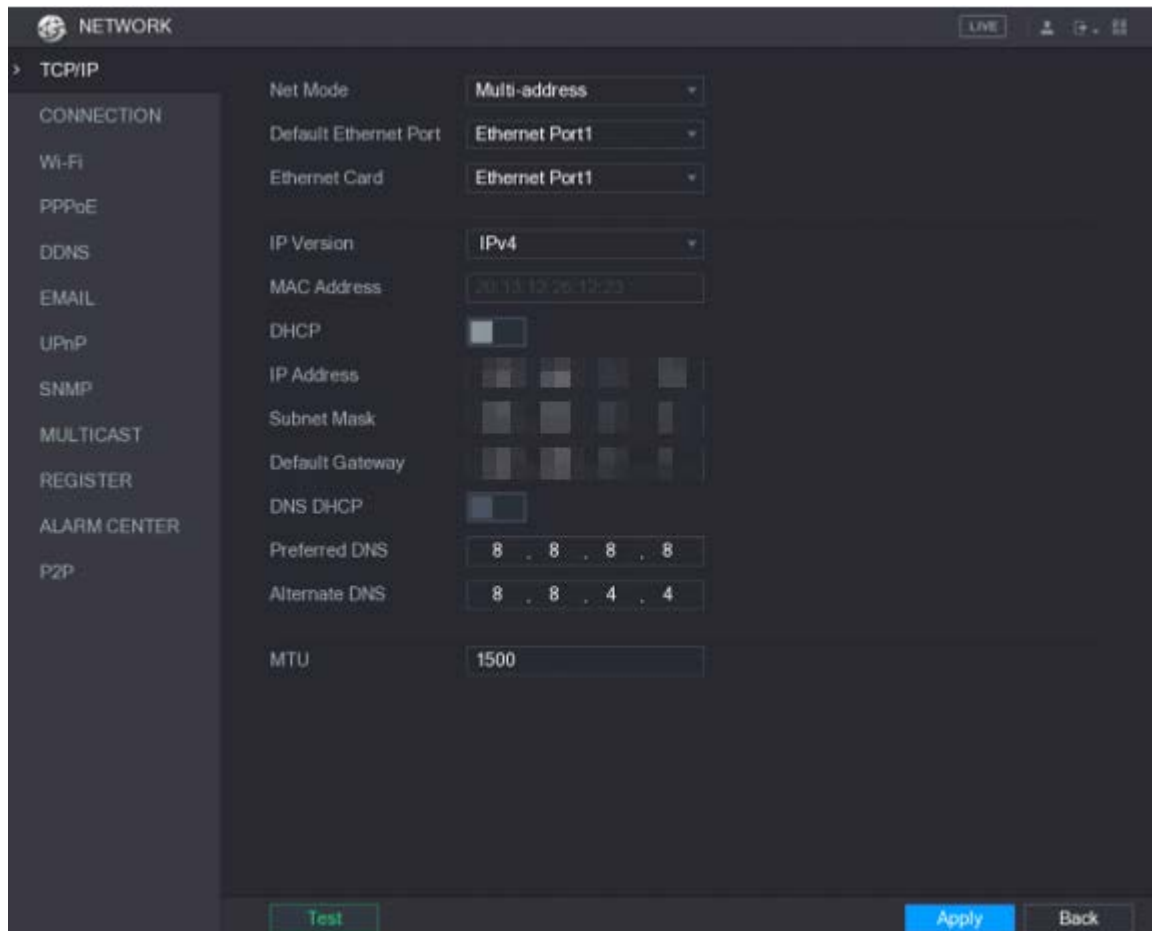 NETWORK
LIVE
TCP/IP
CONNECTION
Wi-Fi
PPPoE
DDNS
EMAIL
UPnP
SNMP
MULTICAST
REGISTER
ALARM CENTER
P2P
Net Mode Multi-address
Default Ethernet Port Ethernet Port1
Ethernet Card Ethernet Port1
IP Version IPv4
MAC Address
DHCP
IP Address
Subnet Mask
Default Gateway
DNS DHCP
Preferred DNS 8 . 8 . 8 . 8
Alternate DNS 8 . 8 . 4 . 4
MTU 1500
Test Apply Back